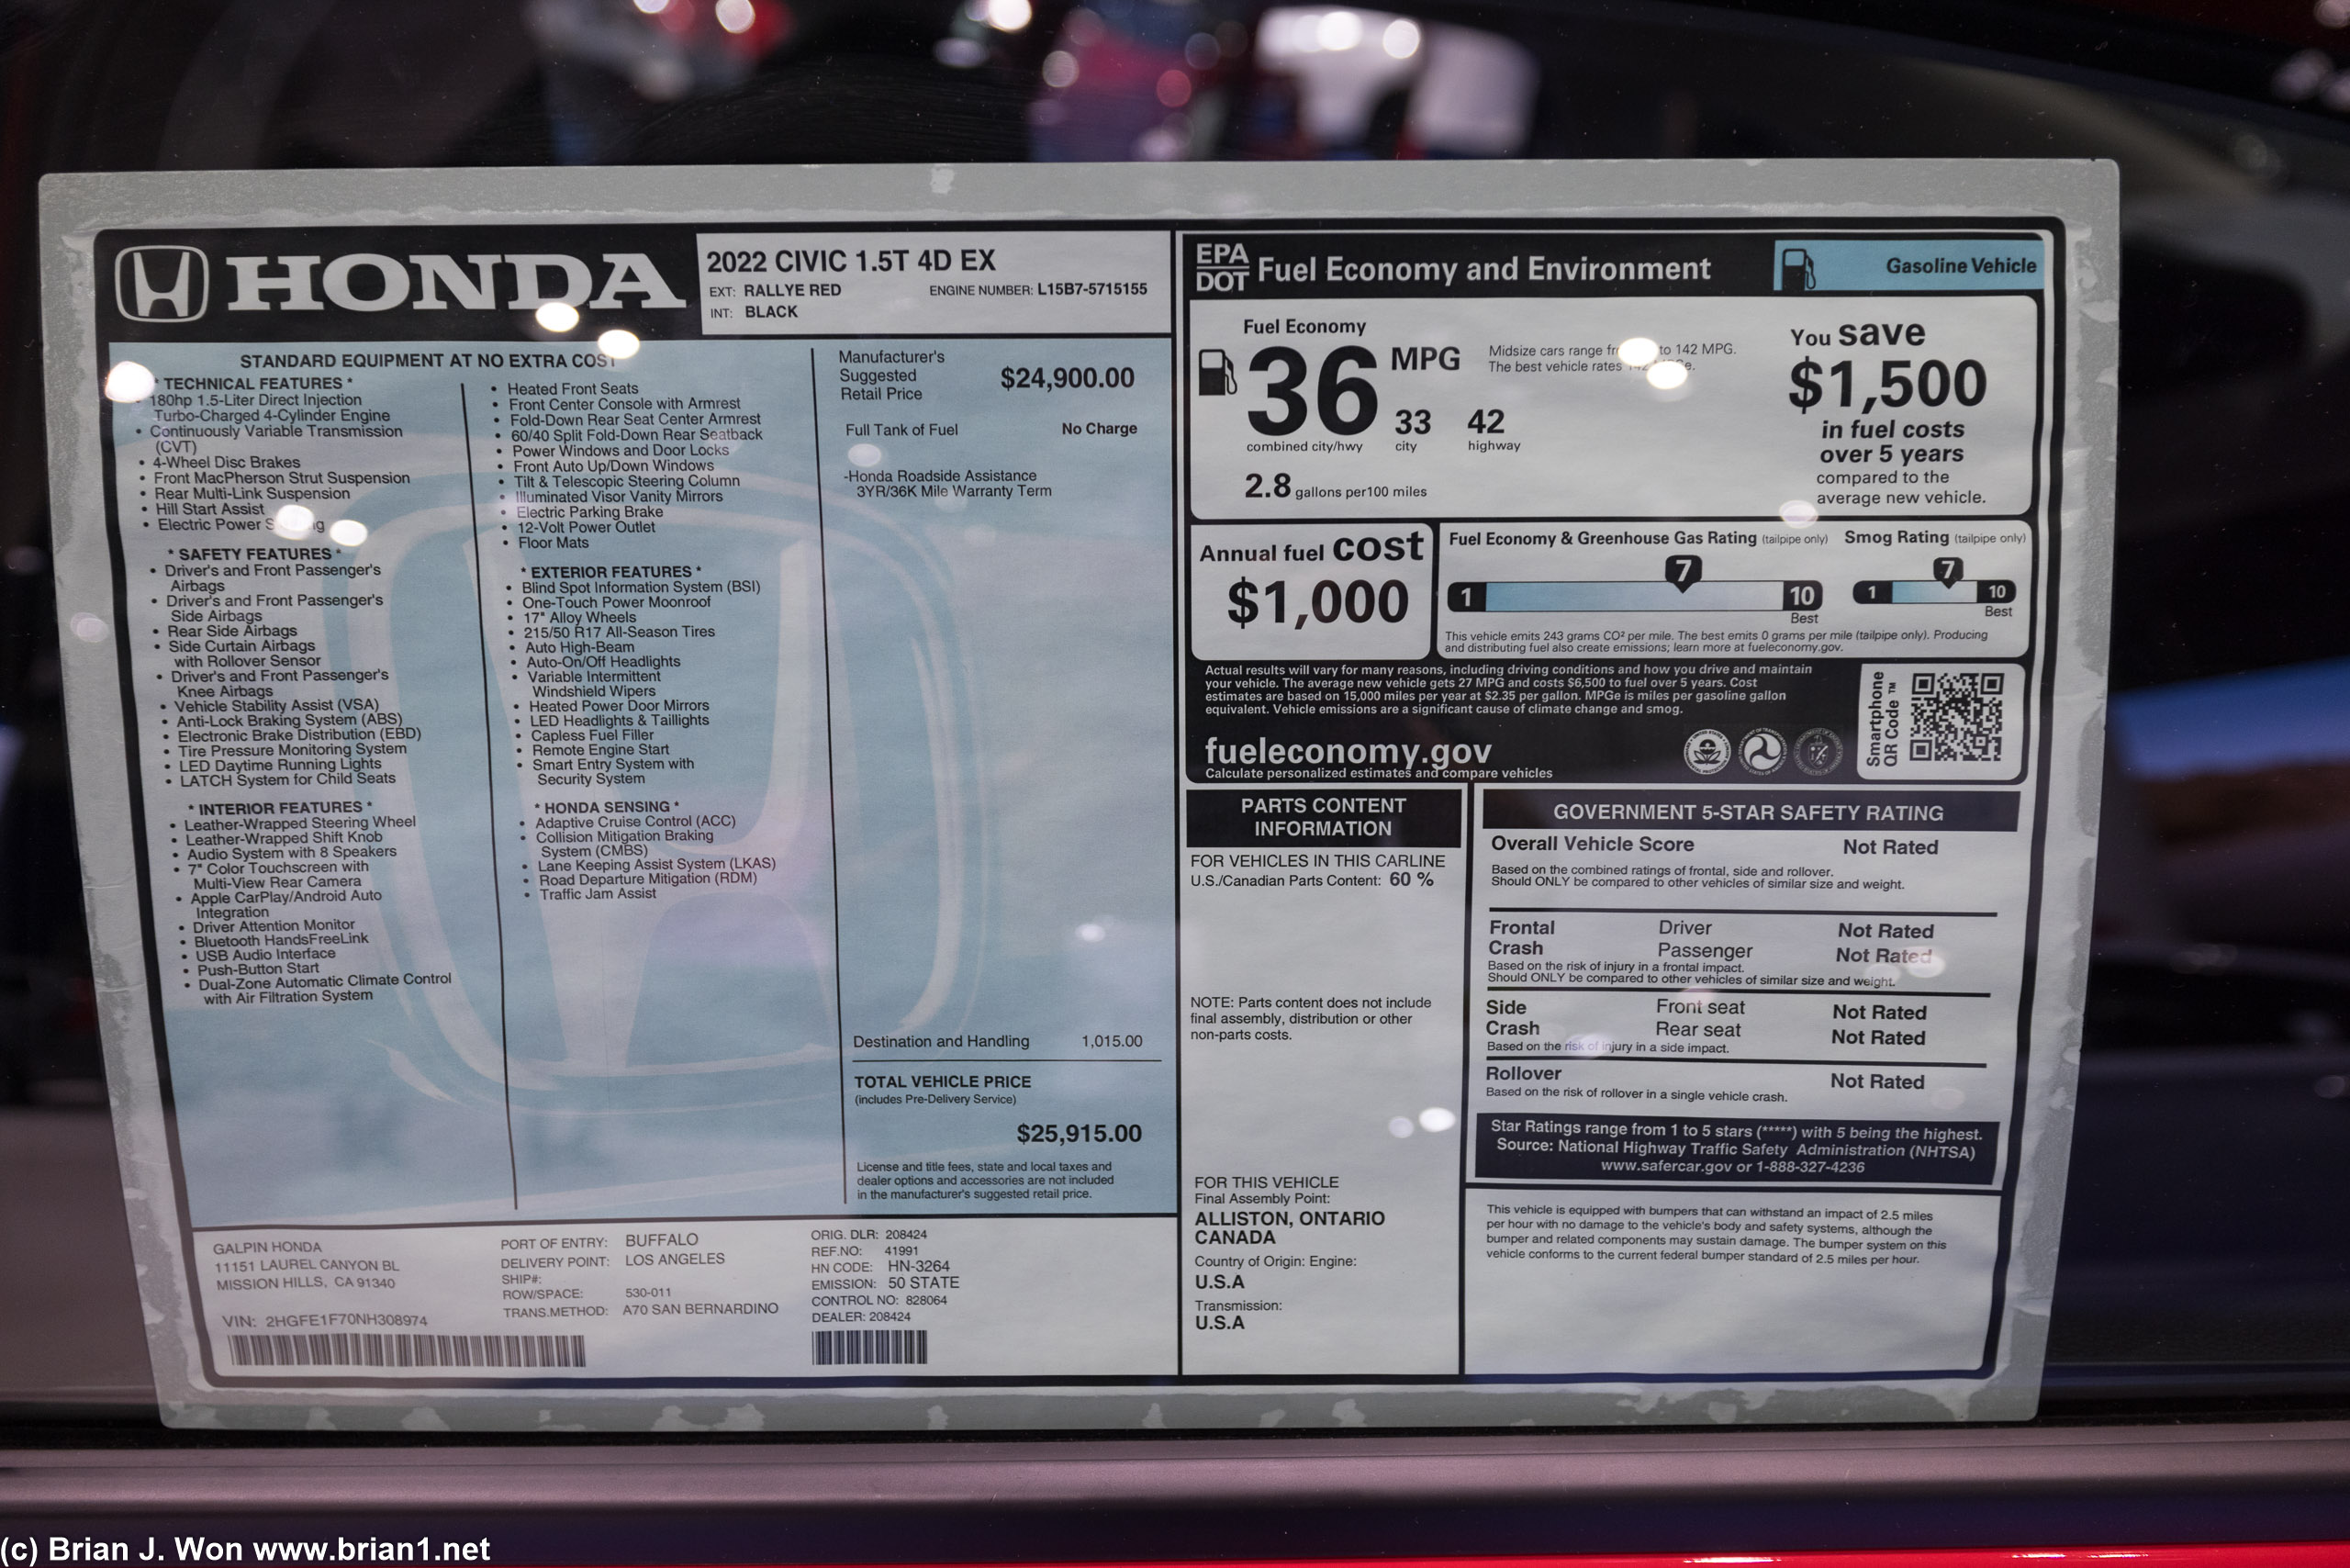 HONDA
2022 CIVIC 1.5T 4D EX
EXT: RALLYE RED
ENGINE NUMBER: L15B7-5715155
INT: BLACK
STANDARD EQUIPMENT AT NO EXTRA COST
* TECHNICAL FEATURES *
180hp 1.5-Liter Direct Injection
Turbo-Charged 4-Cylinder Engine
• Continuously Variable Transmission
(CVT)
• 4-Wheel Disc Brakes
• Front MacPherson Strut Suspension
• Rear Multi-Link Suspension
• Hill Start Assist
• Electric Power
* SAFETY FEATURES *
• Driver's and Front Passenger's
Airbags
• Driver's and Front Passenger's
Side Airbags
• Rear Side Airbags
• Side Curtain Airbags
with Rollover Sensor
• Driver's and Front Passenger's
Knee Airbags
• Vehicle Stability Assist (VSA)
• Anti-Lock Braking System (ABS)
• Electronic Brake Distribution (EBD)
• Tire Pressure Monitoring System
• LED Daytime Running Lights
• LATCH System for Child Seats
* INTERIOR FEATURES *
• Leather-Wrapped Steering Wheel
• Leather-Wrapped Shift Knob
• Audio System with 8 Speakers
• 7" Color Touchscreen with
Multi-View Rear Camera
• Apple CarPlay/Android Auto
Integration
• Driver Attention Monitor
• Bluetooth HandsFreeLink
• USB Audio Interface
• Push-Button Start
• Dual-Zone Automatic Climate Control
with Air Filtration System
• Heated Front Seats
• Front Center Console with Armrest
• Fold-Down Rear Seat Center Armrest
• 60/40 Split Fold-Down Rear Seatback
• Power Windows and Door Locks
• Front Auto Up/Down Windows
• Tilt & Telescopic Steering Column
• Illuminated Visor Vanity Mirrors
• Electric Parking Brake
• 12-Volt Power Outlet
• Floor Mats
* EXTERIOR FEATURES *
• Blind Spot Information System (BSI)
• One-Touch Power Moonroof
• 17" Alloy Wheels
• 215/50 R17 All-Season Tires
• Auto High-Beam
• Auto-On/Off Headlights
• Variable Intermittent
Windshield Wipers
• Heated Power Door Mirrors
• LED Headlights & Taillights
• Capless Fuel Filler
• Remote Engine Start
• Smart Entry System with
Security System
* HONDA SENSING *
• Adaptive Cruise Control (ACC)
• Collision Mitigation Braking
System (CMBS)
• Lane Keeping Assist System (LKAS)
• Road Departure Mitigation (RDM)
• Traffic Jam Assist
Manufacturer's
Suggested
Retail Price
$24,900.00
Full Tank of Fuel No Charge
-Honda Roadside Assistance
3YR/36K Mile Warranty Term
Destination and Handling 1,015.00
TOTAL VEHICLE PRICE
(includes Pre-Delivery Service)
$25,915.00
License and title fees, state and local taxes and
dealer options and accessories are not included
in the manufacturer's suggested retail price.
GALPIN HONDA
11151 LAUREL CANYON BL
MISSION HILLS, CA 91340
VIN: 2HGFE1F70NH308974
PORT OF ENTRY: BUFFALO
DELIVERY POINT: LOS ANGELES
SHIP#:
ROW/SPACE: 530-011
TRANS.METHOD: A70 SAN BERNARDINO
ORIG. DLR: 208424
REF.NO: 41991
HN CODE: HN-3264
EMISSION: 50 STATE
CONTROL NO: 828064
DEALER: 208424
EPA
DOT
Fuel Economy and Environment
Gasoline Vehicle
Fuel Economy
36 MPG
combined city/hwy
33
city
42
highway
2.8 gallons per100 miles
Midsize cars range to 142 MPG.
The best vehicle rates
You save
$1,500
in fuel costs
over 5 years
compared to the
average new vehicle.
Annual fuel cost
$1,000
Fuel Economy & Greenhouse Gas Rating (tailpipe only)
1 7 10
Best
Smog Rating (tailpipe only)
1 7 10
Best
This vehicle emits 243 grams CO² per mile. The best emits 0 grams per mile (tailpipe only). Producing
and distributing fuel also create emissions; learn more at fueleconomy.gov.
Actual results will vary for many reasons, including driving conditions and how you drive and maintain
your vehicle. The average new vehicle gets 27 MPG and costs $6,500 to fuel over 5 years. Cost
estimates are based on 15,000 miles per year at $2.35 per gallon. MPGe is miles per gasoline gallon
equivalent. Vehicle emissions are a significant cause of climate change and smog.
fueleconomy.gov
Calculate personalized estimates and compare vehicles
Smartphone
QR Code™
PARTS CONTENT
INFORMATION
FOR VEHICLES IN THIS CARLINE
U.S./Canadian Parts Content: 60 %
NOTE: Parts content does not include
final assembly, distribution or other
non-parts costs.
FOR THIS VEHICLE
Final Assembly Point:
ALLISTON, ONTARIO
CANADA
Country of Origin: Engine:
U.S.A
Transmission:
U.S.A
GOVERNMENT 5-STAR SAFETY RATING
Overall Vehicle Score Not Rated
Based on the combined ratings of frontal, side and rollover.
Should ONLY be compared to other vehicles of similar size and weight.
Frontal Driver Not Rated
Crash Passenger Not Rated
Based on the risk of injury in a frontal impact.
Should ONLY be compared to other vehicles of similar size and weight.
Side Front seat Not Rated
Crash Rear seat Not Rated
Based on the risk of injury in a side impact.
Rollover Not Rated
Based on the risk of rollover in a single vehicle crash.
Star Ratings range from 1 to 5 stars (*****) with 5 being the highest.
Source: National Highway Traffic Safety Administration (NHTSA)
www.safercar.gov or 1-888-327-4236
This vehicle is equipped with bumpers that can withstand an impact of 2.5 miles
per hour with no damage to the vehicle's body and safety systems, although the
bumper and related components may sustain damage. The bumper system on this
vehicle conforms to the current federal bumper standard of 2.5 miles per hour.
(c) Brian J. Won www.brian1.net